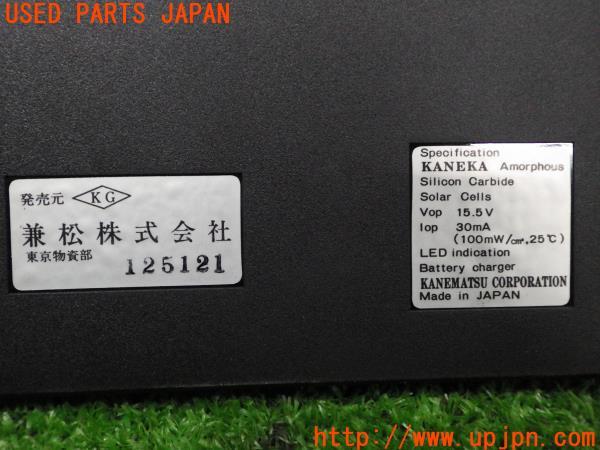 USED PARTS JAPAN
発売元 KG
兼松株式会社
東京物資部
125121
Specification
KANEKA Amorphous
Silicon Carbide
Solar Cells
Vop 15.5V
Iop 30mA
(100mW/cm², 25℃)
LED indication
Battery charger
KANEMATSU CORPORATION
Made in JAPAN
http://www.upjpn.com/